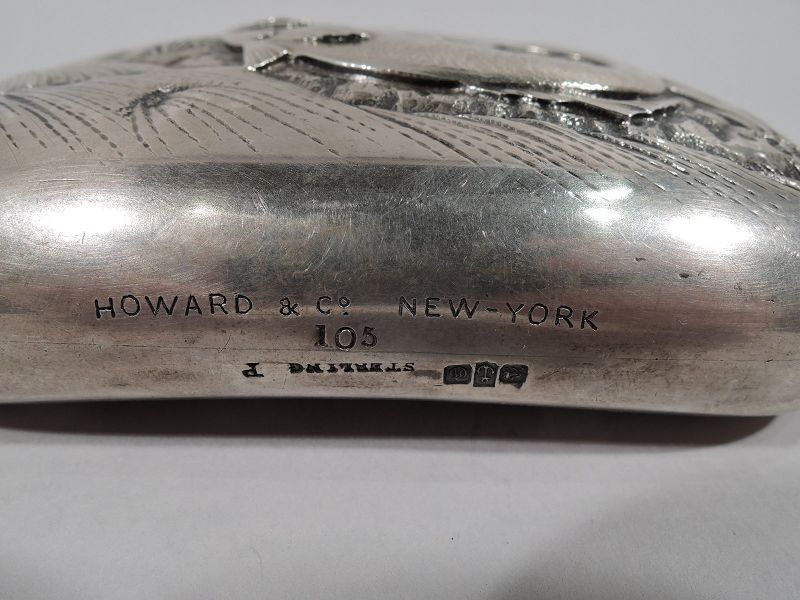 HOWARD & Cº NEW-YORK
105
STERLING P